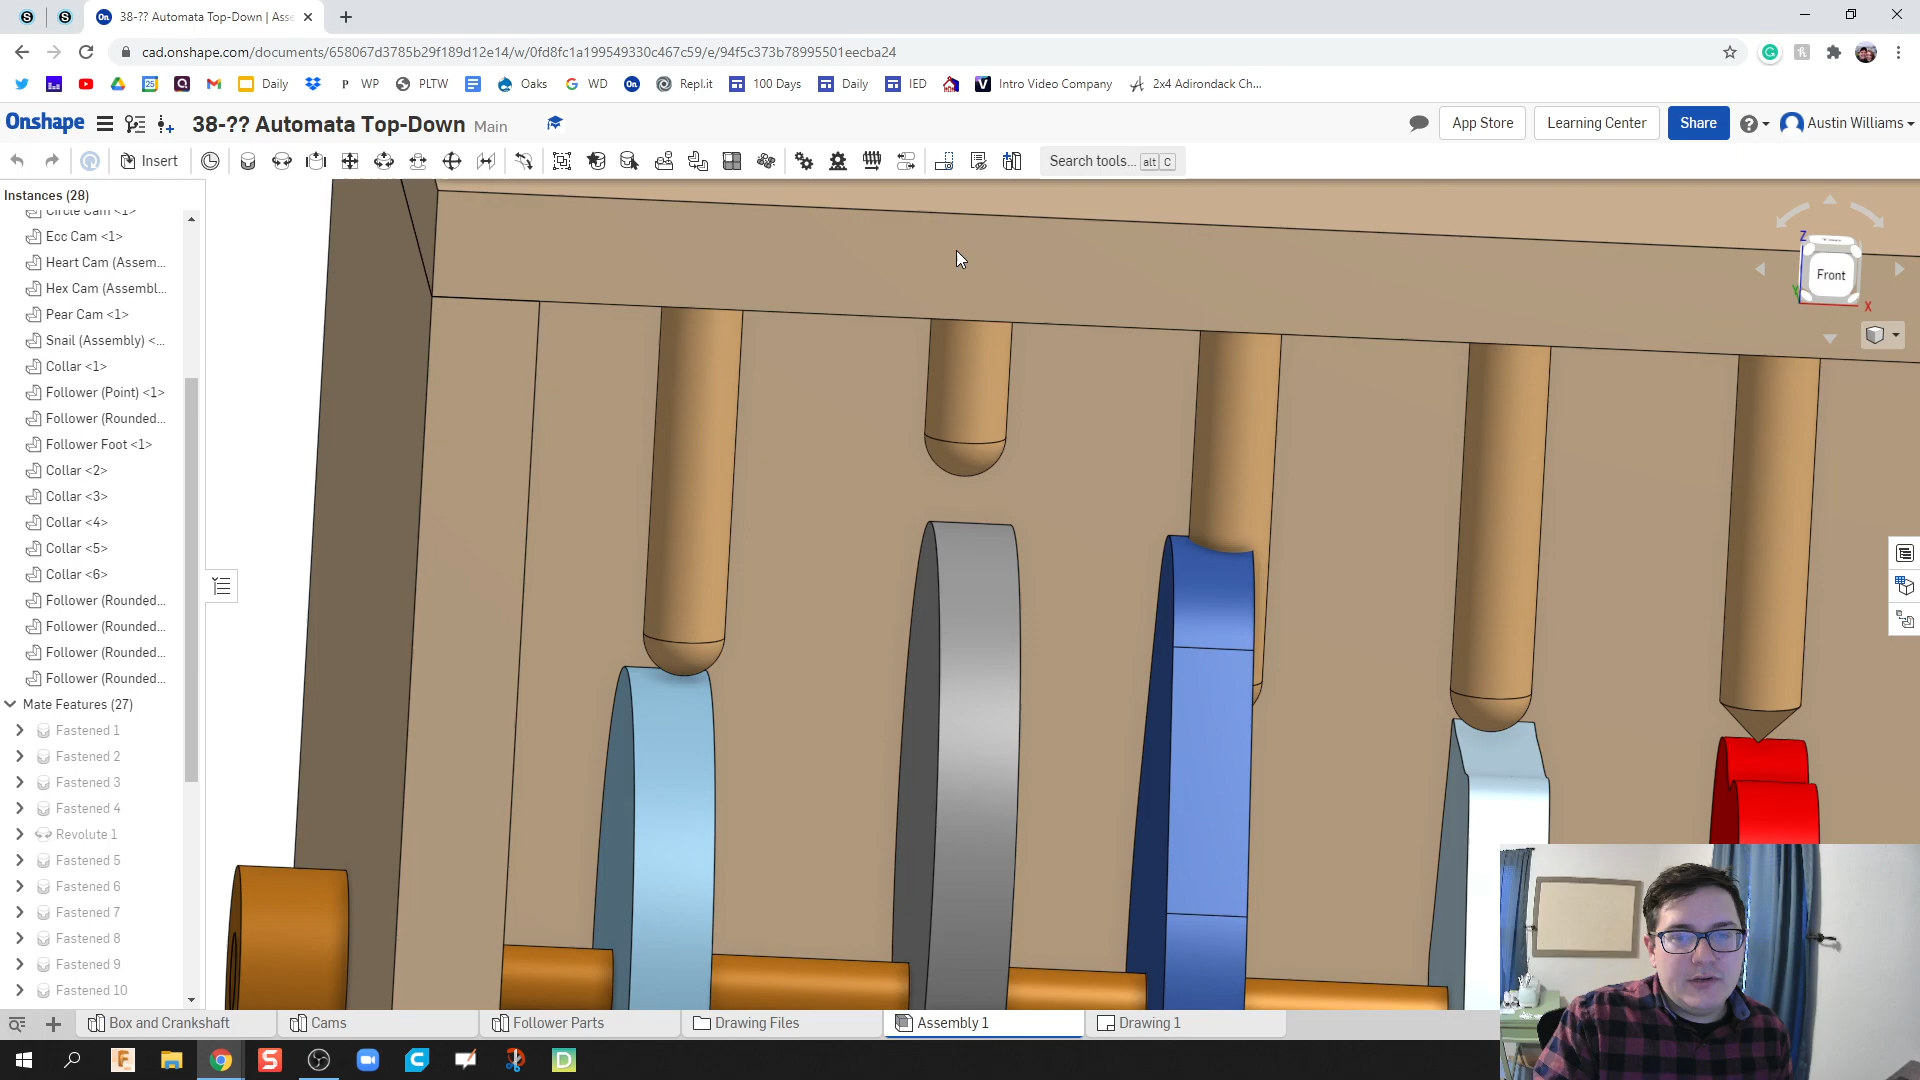 38-?? Automata Top-Down | Asse
cad.onshape.com/documents/658067d3785b29f189d12e14/w/0fd8fc1a199549330c467c59/e/94f5c373b78995501eecba24
Daily
WP
PLTW
Oaks
WD
Repl.it
100 Days
Daily
IED
Intro Video Company
2x4 Adirondack Ch...
Onshape
38-?? Automata Top-Down Main
App Store
Learning Center
Share
Austin Williams
Insert
Search tools... alt C
Instances (28)
Circle Cam <1>
Ecc Cam <1>
Heart Cam (Assem...
Hex Cam (Assembl...
Pear Cam <1>
Snail (Assembly) <...
Collar <1>
Follower (Point) <1>
Follower (Rounded...
Follower Foot <1>
Collar <2>
Collar <3>
Collar <4>
Collar <5>
Collar <6>
Follower (Rounded...
Follower (Rounded...
Follower (Rounded...
Follower (Rounded...
Mate Features (27)
Fastened 1
Fastened 2
Fastened 3
Fastened 4
Revolute 1
Fastened 5
Fastened 6
Fastened 7
Fastened 8
Fastened 9
Fastened 10
Z
Front
Y
X
Box and Crankshaft
Cams
Follower Parts
Drawing Files
Assembly 1
Drawing 1